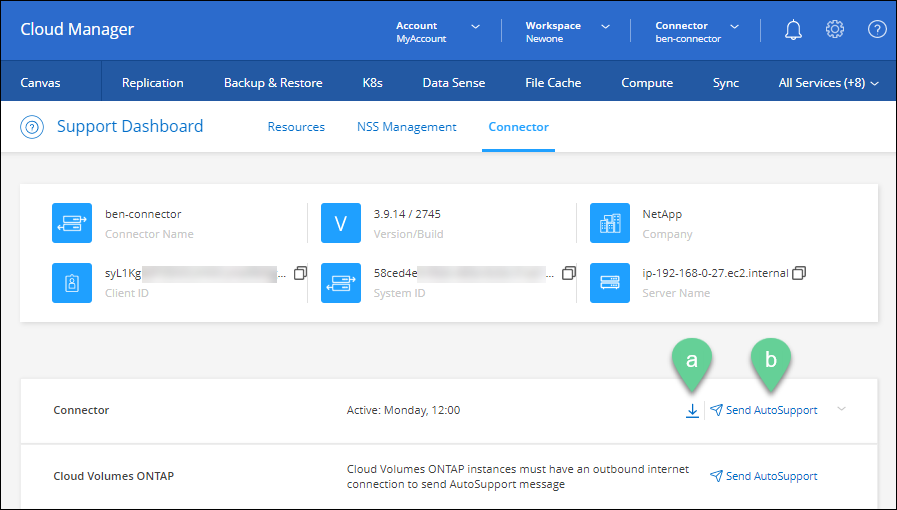 Cloud Manager
Account
MyAccount
Workspace
Newone
Connector
ben-connector
Canvas
Replication
Backup & Restore
K8s
Data Sense
File Cache
Compute
Sync
All Services (+8)
Support Dashboard
Resources
NSS Management
Connector
ben-connector
Connector Name
V
3.9.14 / 2745
Version/Build
NetApp
Company
syL1Kg
...
Client ID
58ced4e
...
System ID
ip-192-168-0-27.ec2.internal
Server Name
a
b
Connector
Active: Monday, 12:00
Send AutoSupport
Cloud Volumes ONTAP
Cloud Volumes ONTAP instances must have an outbound internet
connection to send AutoSupport message
Send AutoSupport